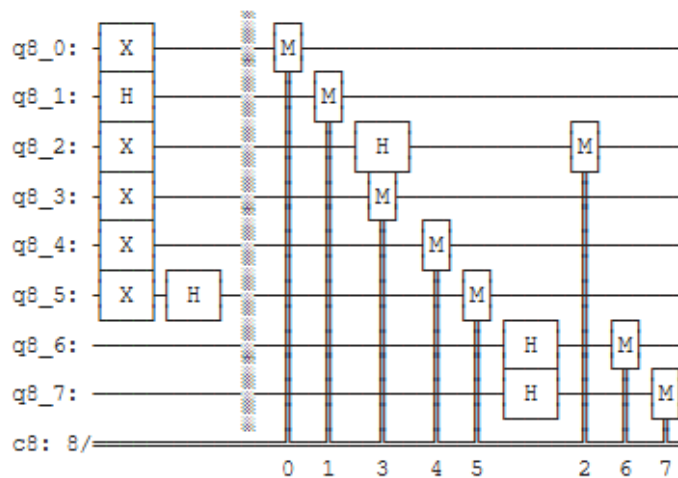 q8_0: X M
q8_1: H M
q8_2: X H M
q8_3: X M
q8_4: X M
q8_5: X H M
q8_6: H M
q8_7: H M
c8: 8/
0 1 3 4 5 2 6 7